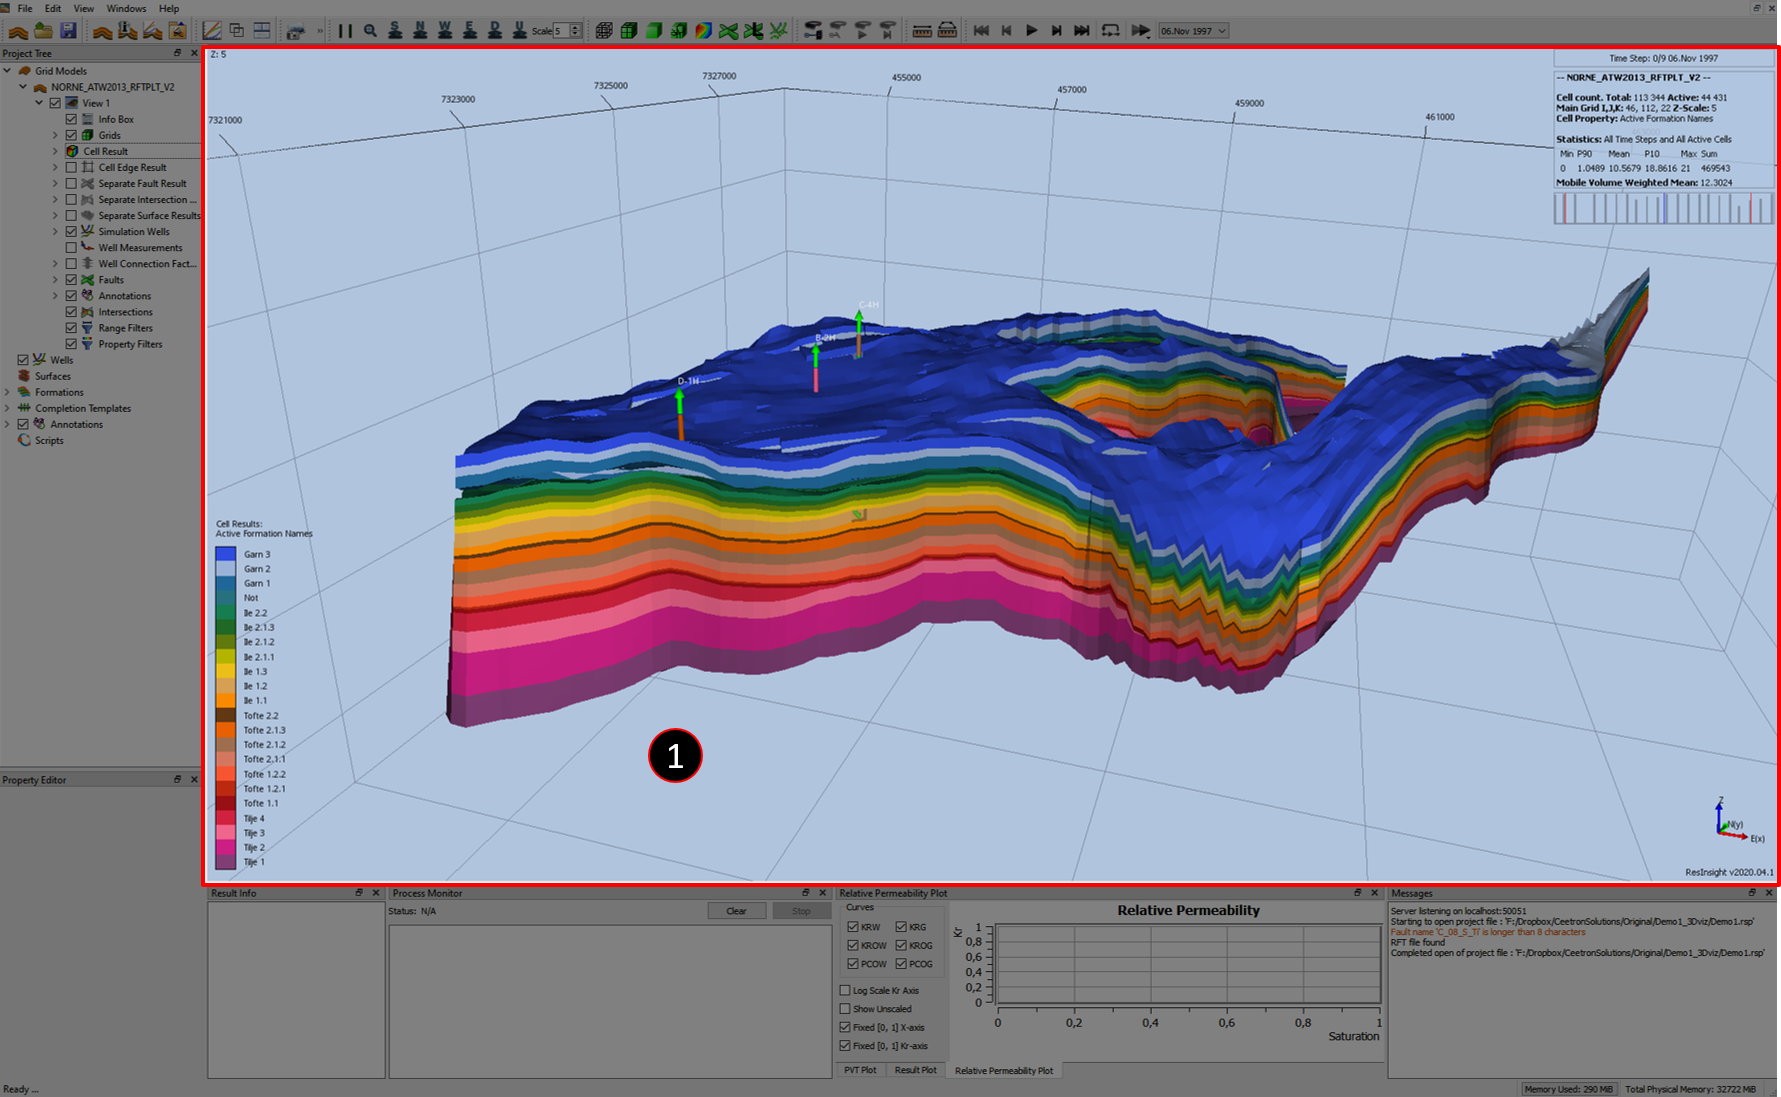 File Edit View Windows Help
S N W E D U Scale 5 06.Nov 1997
Project Tree
Grid Models
NORNE_ATW2013_RFTPLT_V2
View 1
Info Box
Grids
Cell Result
Cell Edge Result
Separate Fault Result
Separate Intersection ...
Separate Surface Results
Simulation Wells
Well Measurements
Well Connection Fact...
Faults
Annotations
Intersections
Range Filters
Property Filters
Wells
Surfaces
Formations
Completion Templates
Annotations
Scripts
Property Editor
Z: 5
7321000
7323000
7325000
7327000
455000
457000
459000
461000
Time Step: 0/9 06.Nov 1997
-- NORNE_ATW2013_RFTPLT_V2 --
Cell count. Total: 113 344 Active: 44 431
Main Grid I,J,K: 46, 112, 22 Z-Scale: 5
Cell Property: Active Formation Names
Statistics: All Time Steps and All Active Cells
Min P90 Mean P10 Max Sum
0 1.0489 10.5679 18.8616 21 469543
Mobile Volume Weighted Mean: 12.3024
C-4H
B-2H
D-1H
Cell Results:
Active Formation Names
Garn 3
Garn 2
Garn 1
Not
Ile 2.2
Ile 2.1.3
Ile 2.1.2
Ile 2.1.1
Ile 1.3
Ile 1.2
Ile 1.1
Tofte 2.2
Tofte 2.1.3
Tofte 2.1.2
Tofte 2.1.1
Tofte 1.2.2
Tofte 1.2.1
Tofte 1.1
Tilje 4
Tilje 3
Tilje 2
Tilje 1
1
Z
N(y)
E(x)
ResInsight v2020.04.1
Result Info
Process Monitor
Status: N/A
Clear
Stop
Relative Permeability Plot
Curves
KRW KRG
KROW KROG
PCOW PCOG
Log Scale Kr Axis
Show Unscaled
Fixed [0, 1] X-axis
Fixed [0, 1] Kr-axis
Relative Permeability
Kr
1
0,8
0,6
0,4
0,2
0
0 0,2 0,4 0,6 0,8 1
Saturation
PVT Plot Result Plot Relative Permeability Plot
Messages
Server listening on localhost:50051
Starting to open project file : 'F:/Dropbox/CeetronSolutions/Original/Demo1_3Dviz/Demo1.rsp'
Fault name 'C_08_S_Ti' is longer than 8 characters
RFT file found
Completed open of project file : 'F:/Dropbox/CeetronSolutions/Original/Demo1_3Dviz/Demo1.rsp'
Ready ...
Memory Used: 290 MiB Total Physical Memory: 32722 MiB